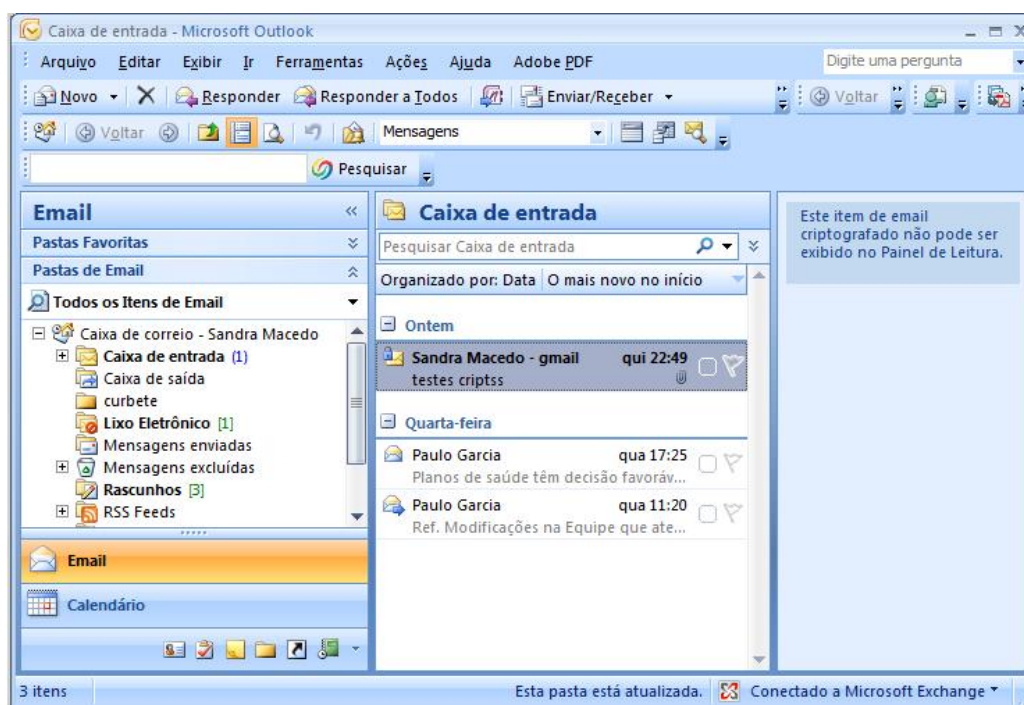 Caixa de entrada - Microsoft Outlook
Arquivo Editar Exibir Ir Ferramentas Ações Ajuda Adobe PDF Digite uma pergunta
Novo Responder Responder a Todos Enviar/Receber Voltar
Voltar Mensagens
Pesquisar
Email
Pastas Favoritas
Pastas de Email
Todos os Itens de Email
Caixa de correio - Sandra Macedo
Caixa de entrada (1)
Caixa de saída
curbete
Lixo Eletrônico [1]
Mensagens enviadas
Mensagens excluídas
Rascunhos [3]
RSS Feeds
Email
Calendário
Caixa de entrada
Pesquisar Caixa de entrada
Organizado por: Data O mais novo no início
Ontem
Sandra Macedo - gmail qui 22:49
testes criptss
Quarta-feira
Paulo Garcia qua 17:25
Planos de saúde têm decisão favoráv...
Paulo Garcia qua 11:20
Ref. Modificações na Equipe que ate...
Este item de email
criptografado não pode ser
exibido no Painel de Leitura.
3 itens Esta pasta está atualizada. Conectado a Microsoft Exchange